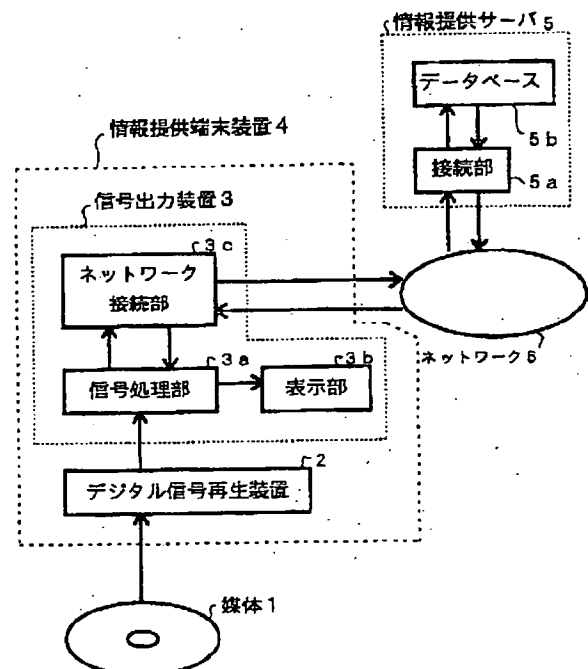 情報提供サーバ5
データベース
5b
接続部
5a
情報提供端末装置4
信号出力装置3
3c
ネットワーク
接続部
ネットワーク6
3a
信号処理部
3b
表示部
2
デジタル信号再生装置
媒体1